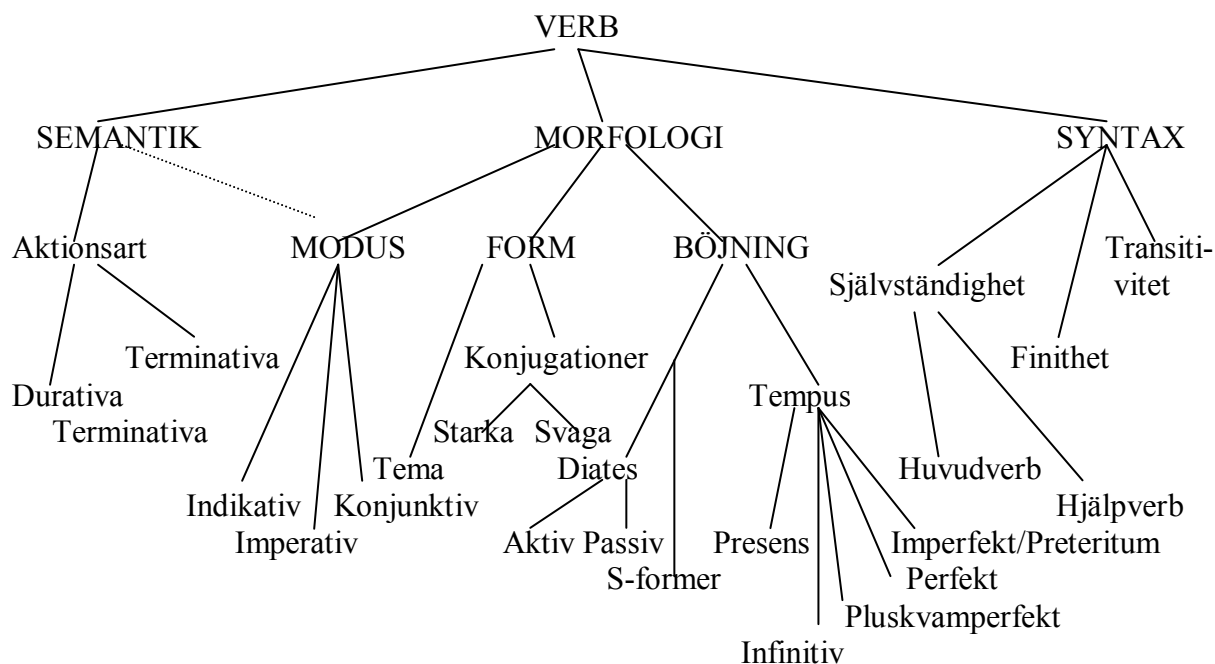 VERB
SEMANTIK MORFOLOGI SYNTAX
Aktionsart MODUS FORM BÖJNING Transiti-
Självständighet vitet
Terminativa Konjugationer Finithet
Durativa Tempus
Terminativa Starka Svaga
Tema Diates Huvudverb
Indikativ Konjunktiv Hjälpverb
Imperativ Aktiv Passiv Presens Imperfekt/Preteritum
S-former Perfekt
Pluskvamperfekt
Infinitiv